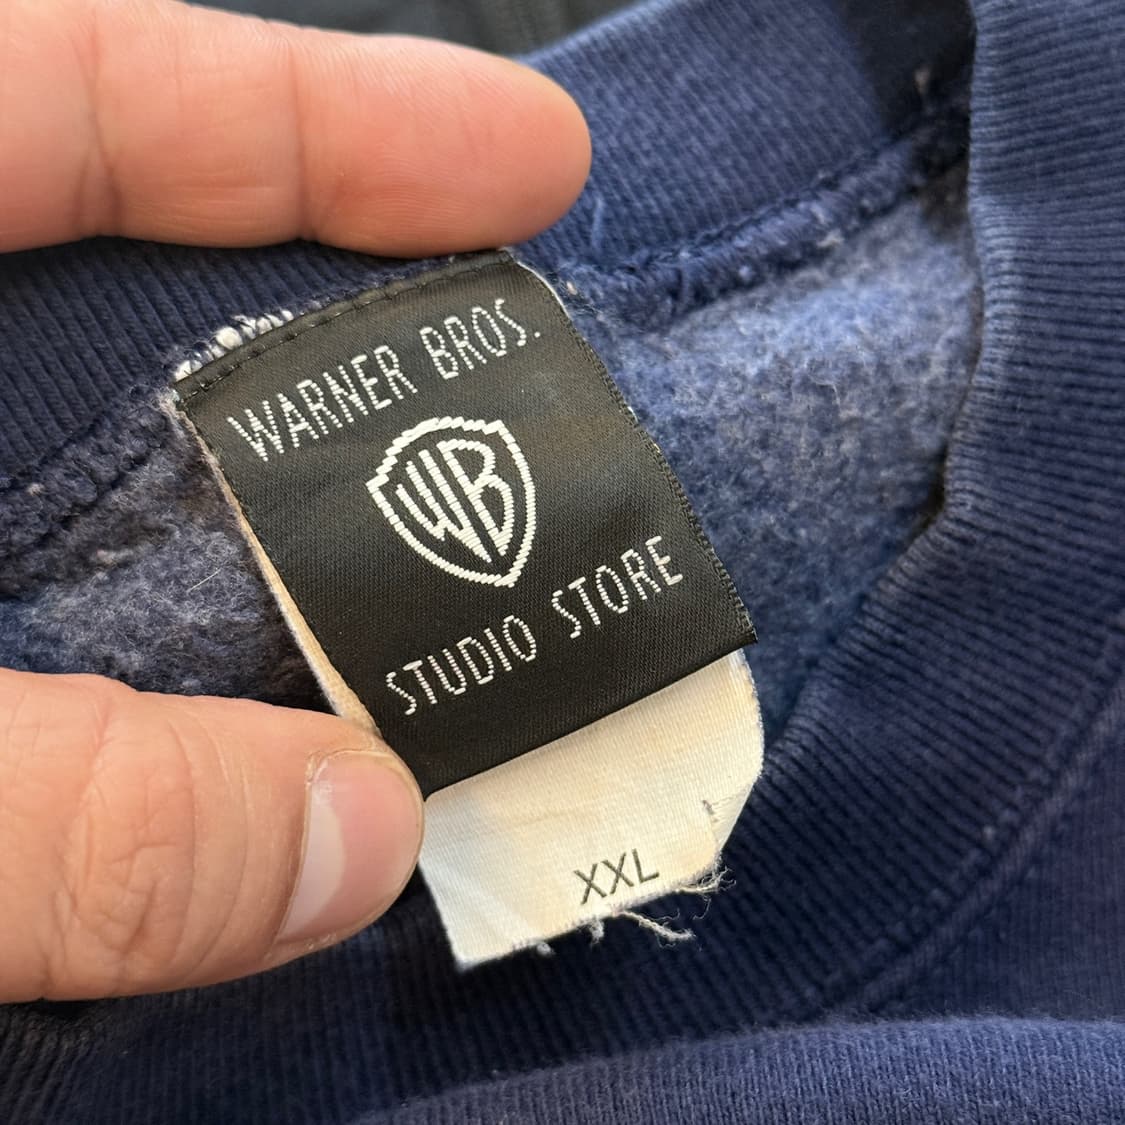 WARNER BROS.
WB
STUDIO STORE
XXL